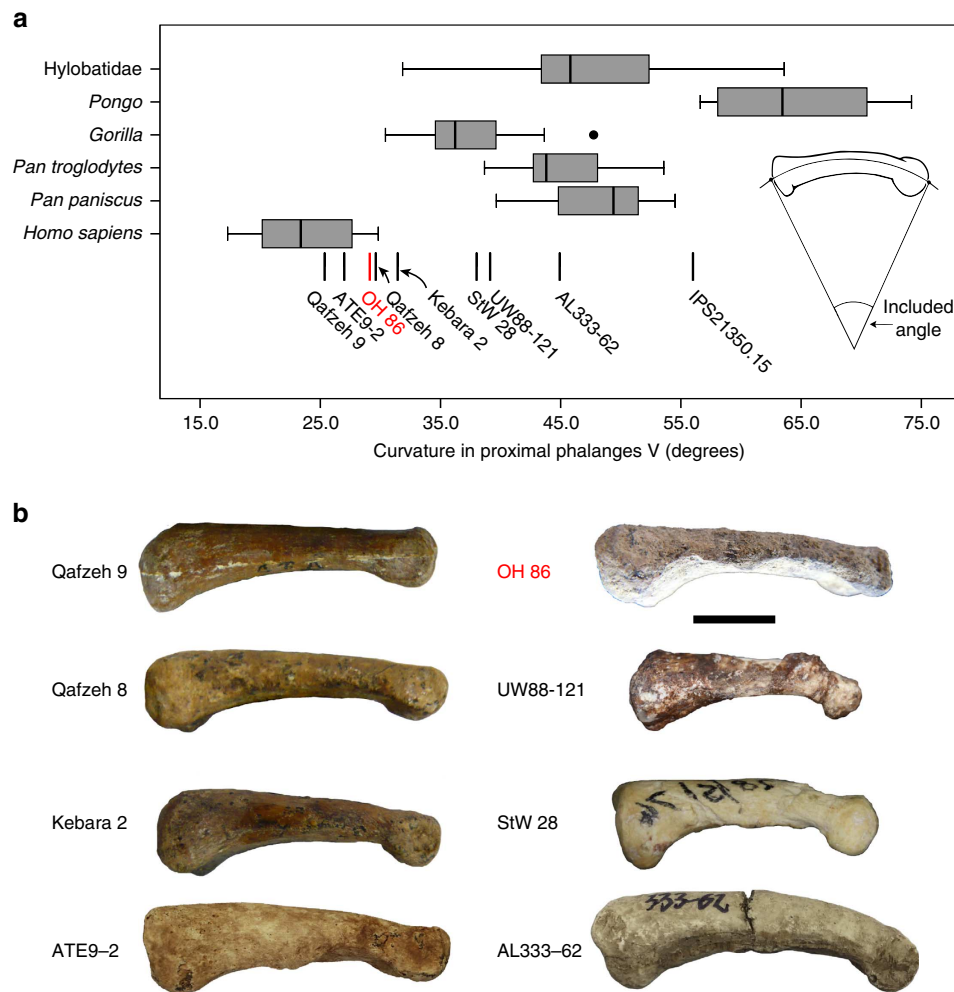 a
Hylobatidae
Pongo
Gorilla
Pan troglodytes
Pan paniscus
Homo sapiens
Qafzeh 9
ATE9-2
OH 86
Qafzeh 8
Kebara 2
StW 28
UW88-121
AL333-62
IPS21350.15
Included
angle
15.0 25.0 35.0 45.0 55.0 65.0 75.0
Curvature in proximal phalanges V (degrees)
b
Qafzeh 9
OH 86
Qafzeh 8
UW88-121
Kebara 2
StW 28
ATE9–2
AL333–62
333-62